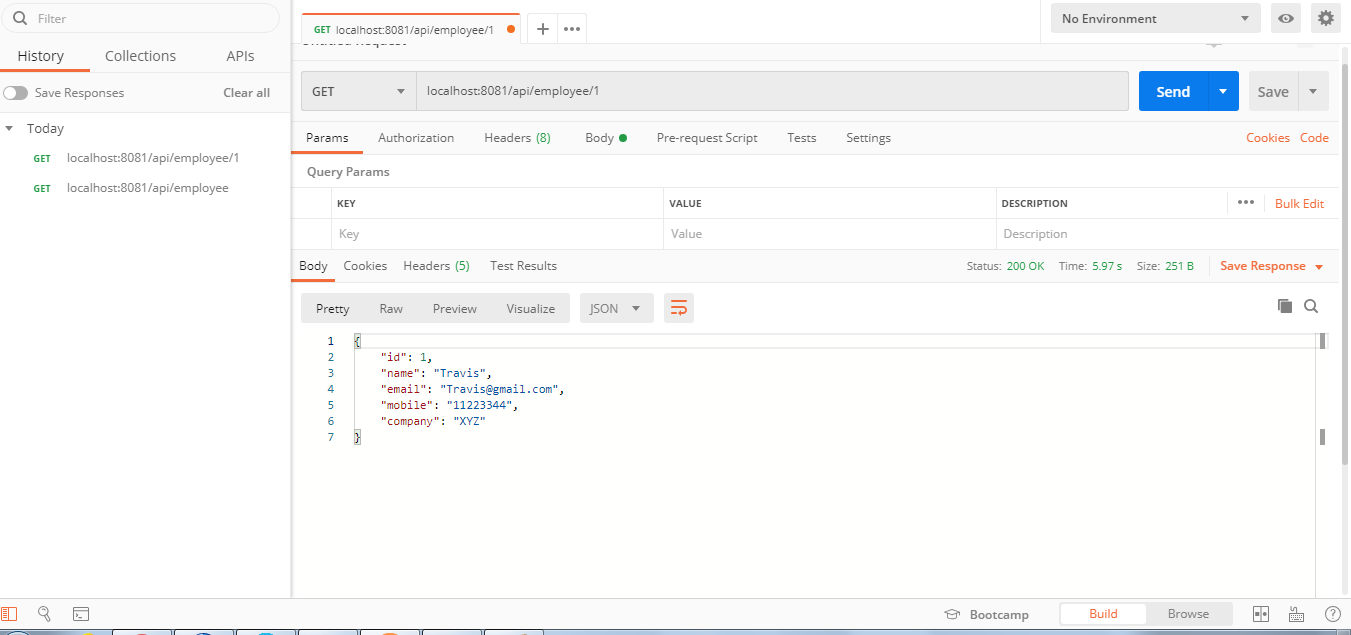 Filter
GET localhost:8081/api/employee/1
No Environment
History Collections APIs
Untitled Request
Save Responses Clear all
GET localhost:8081/api/employee/1 Send Save
Today
Params Authorization Headers (8) Body Pre-request Script Tests Settings Cookies Code
GET localhost:8081/api/employee/1
GET localhost:8081/api/employee
Query Params
KEY VALUE DESCRIPTION Bulk Edit
Key Value Description
Body Cookies Headers (5) Test Results Status: 200 OK Time: 5.97 s Size: 251 B Save Response
Pretty Raw Preview Visualize JSON
1 {
2 "id": 1,
3 "name": "Travis",
4 "email": "Travis@gmail.com",
5 "mobile": "11223344",
6 "company": "XYZ"
7 }
Bootcamp Build Browse